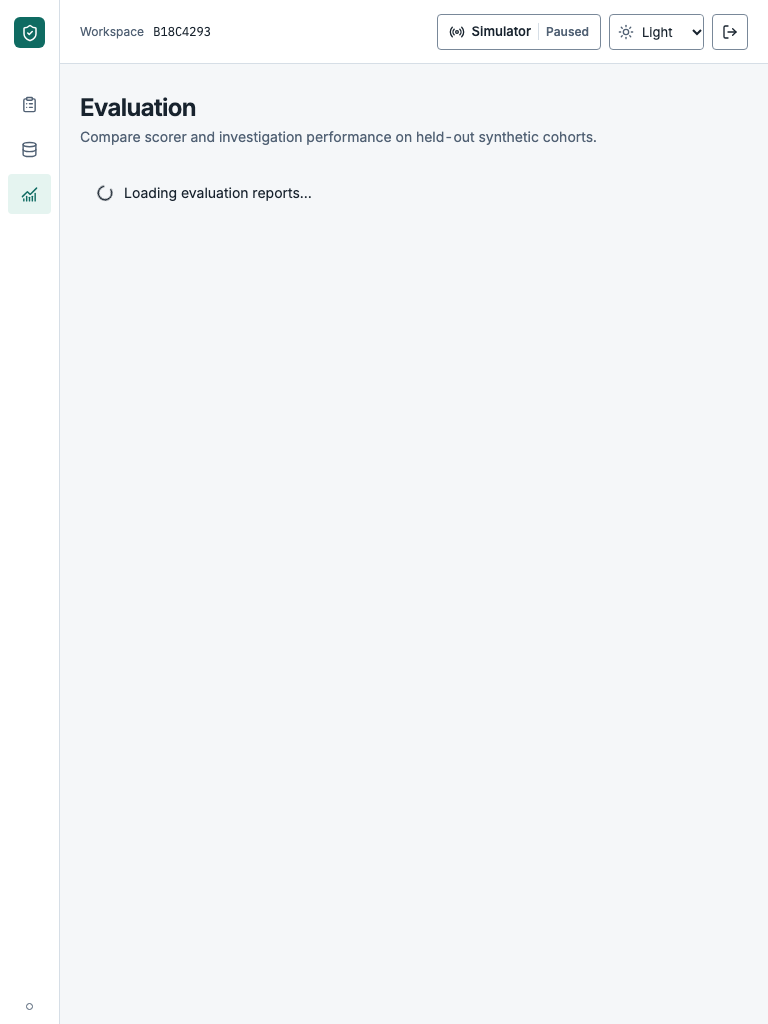 Workspace B18C4293
Simulator Paused
Light
Evaluation
Compare scorer and investigation performance on held-out synthetic cohorts.
Loading evaluation reports...